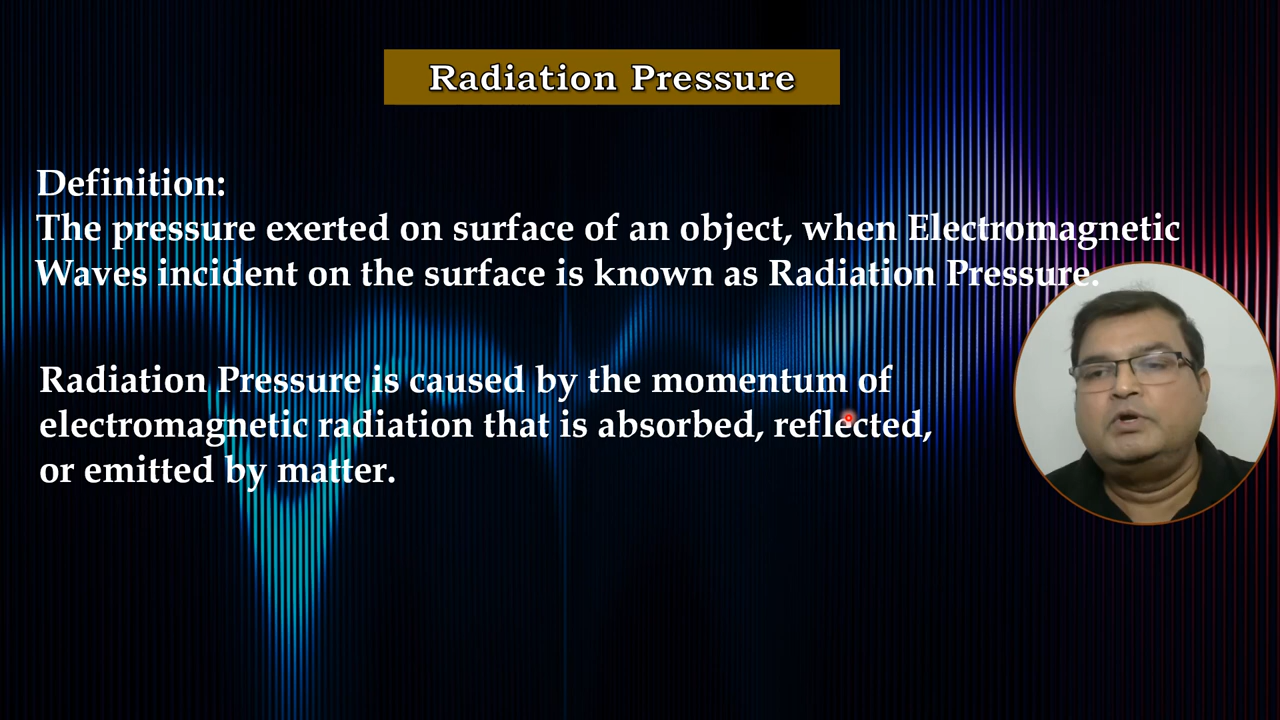 Radiation Pressure
Definition:
The pressure exerted on surface of an object, when Electromagnetic
Waves incident on the surface is known as Radiation Pressure.
Radiation Pressure is caused by the momentum of
electromagnetic radiation that is absorbed, reflected,
or emitted by matter.